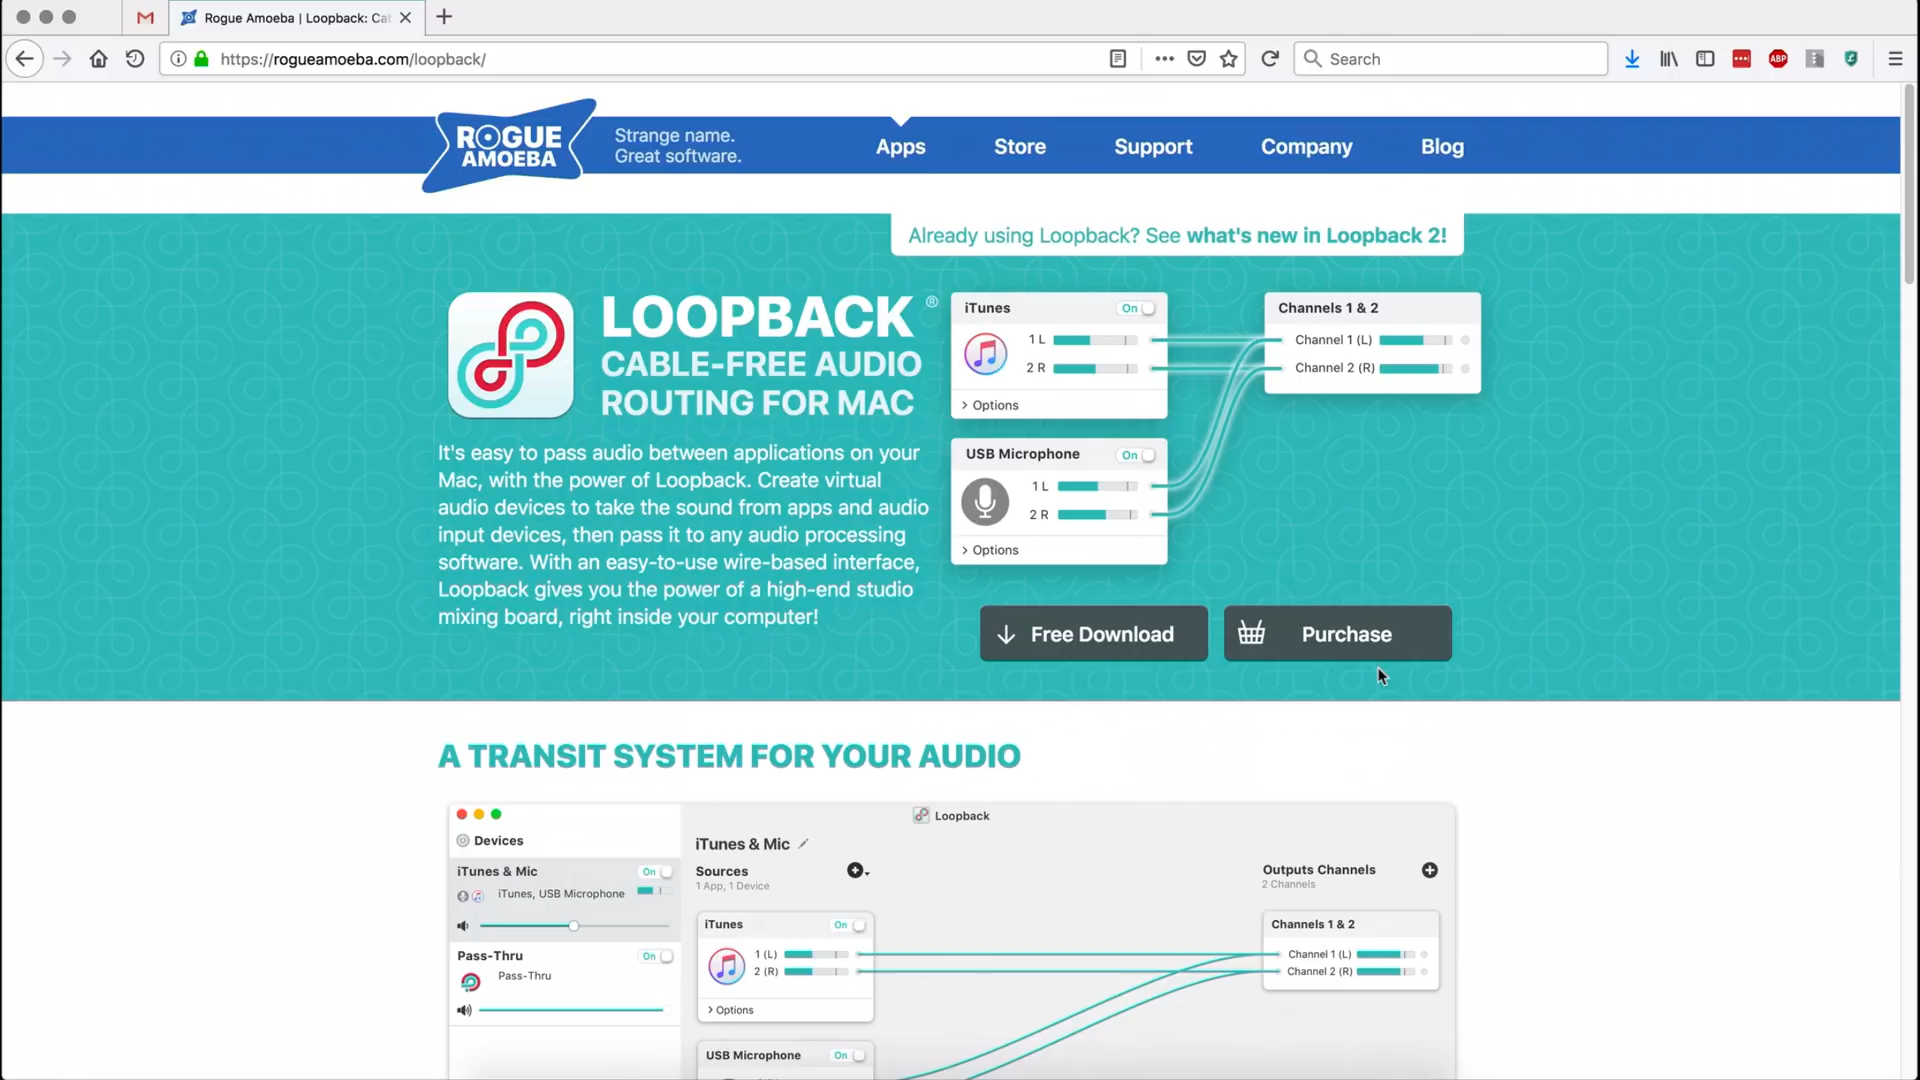 Rogue Amoeba | Loopback: Ca
https://rogueamoeba.com/loopback/
Search
ABP
ROGUE
AMOEBA
Strange name.
Great software.
Apps
Store
Support
Company
Blog
Already using Loopback? See what's new in Loopback 2!
LOOPBACK ®
CABLE-FREE AUDIO
ROUTING FOR MAC
It's easy to pass audio between applications on your
Mac, with the power of Loopback. Create virtual
audio devices to take the sound from apps and audio
input devices, then pass it to any audio processing
software. With an easy-to-use wire-based interface,
Loopback gives you the power of a high-end studio
mixing board, right inside your computer!
iTunes On
1 L
2 R
> Options
Channels 1 & 2
Channel 1 (L)
Channel 2 (R)
USB Microphone On
1 L
2 R
> Options
Free Download
Purchase
A TRANSIT SYSTEM FOR YOUR AUDIO
Loopback
Devices
iTunes & Mic On
iTunes, USB Microphone
Pass-Thru On
Pass-Thru
iTunes & Mic
Sources
1 App, 1 Device
Outputs Channels
2 Channels
iTunes On
1 (L)
2 (R)
> Options
Channels 1 & 2
Channel 1 (L)
Channel 2 (R)
USB Microphone On